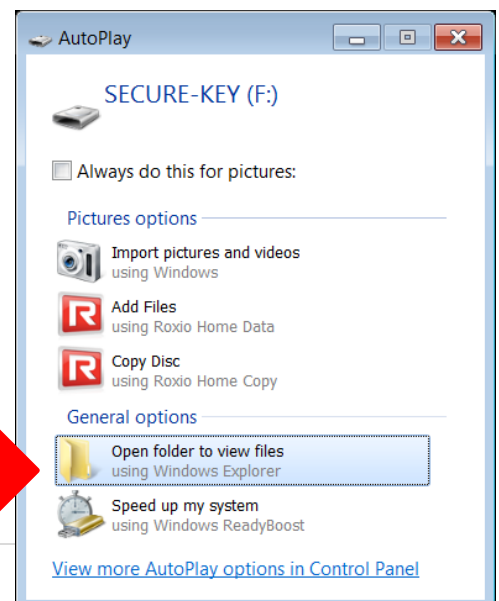 AutoPlay
SECURE-KEY (F:)
Always do this for pictures:
Pictures options
Import pictures and videos
using Windows
Add Files
using Roxio Home Data
Copy Disc
using Roxio Home Copy
General options
Open folder to view files
using Windows Explorer
Speed up my system
using Windows ReadyBoost
View more AutoPlay options in Control Panel